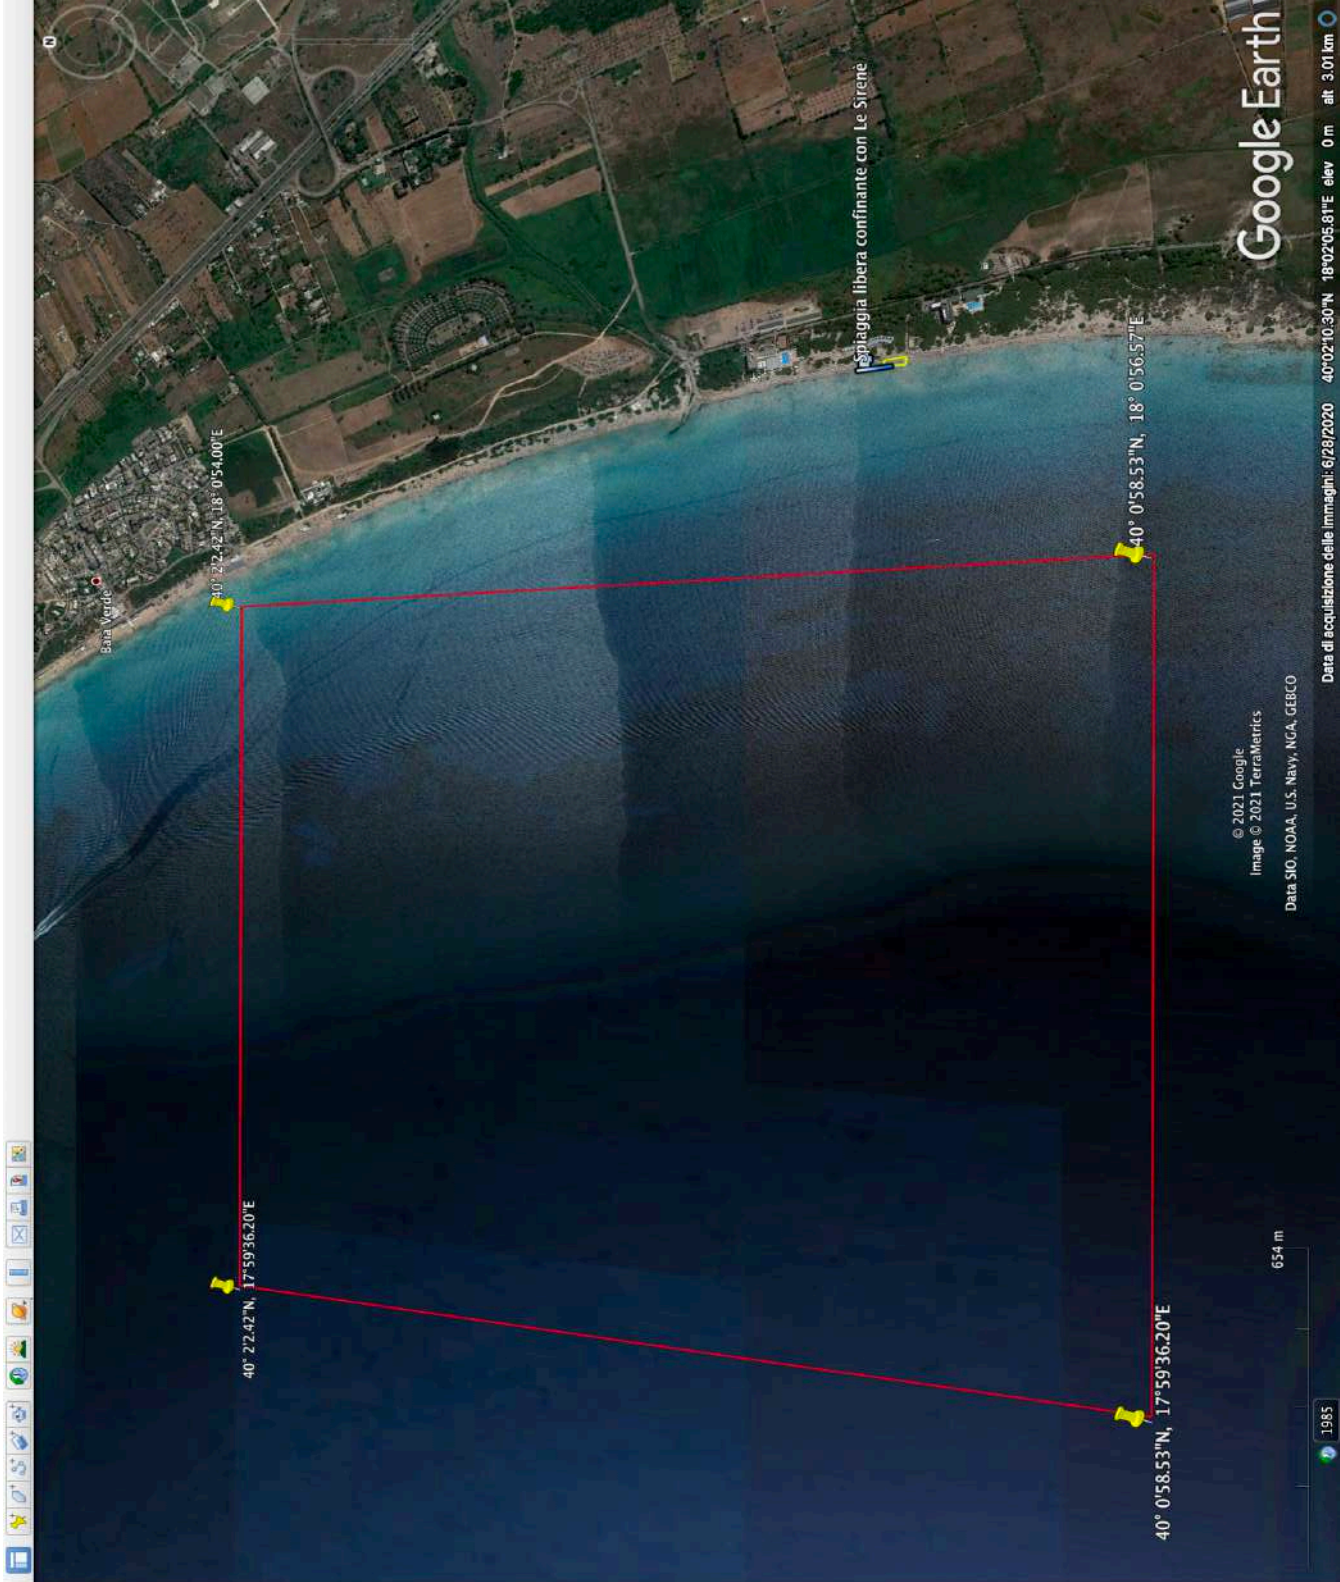 N
Baia Verde
40° 2'2.42"N, 18° 0'54.00"E
40° 2'2.42"N, 17°59'36.20"E
Spiaggia libera confinante con Le Sirenè
40° 0'58.53"N, 18° 0'56.57"E
40° 0'58.53"N, 17°59'36.20"E
© 2021 Google
Image © 2021 TerraMetrics
Data SIO, NOAA, U.S. Navy, NGA, GEBCO
Google Earth
654 m
1985
Data di acquisizione delle immagini: 6/28/2020 40°02'10.30"N 18°02'05.81"E elev 0 m alt 3.01 km